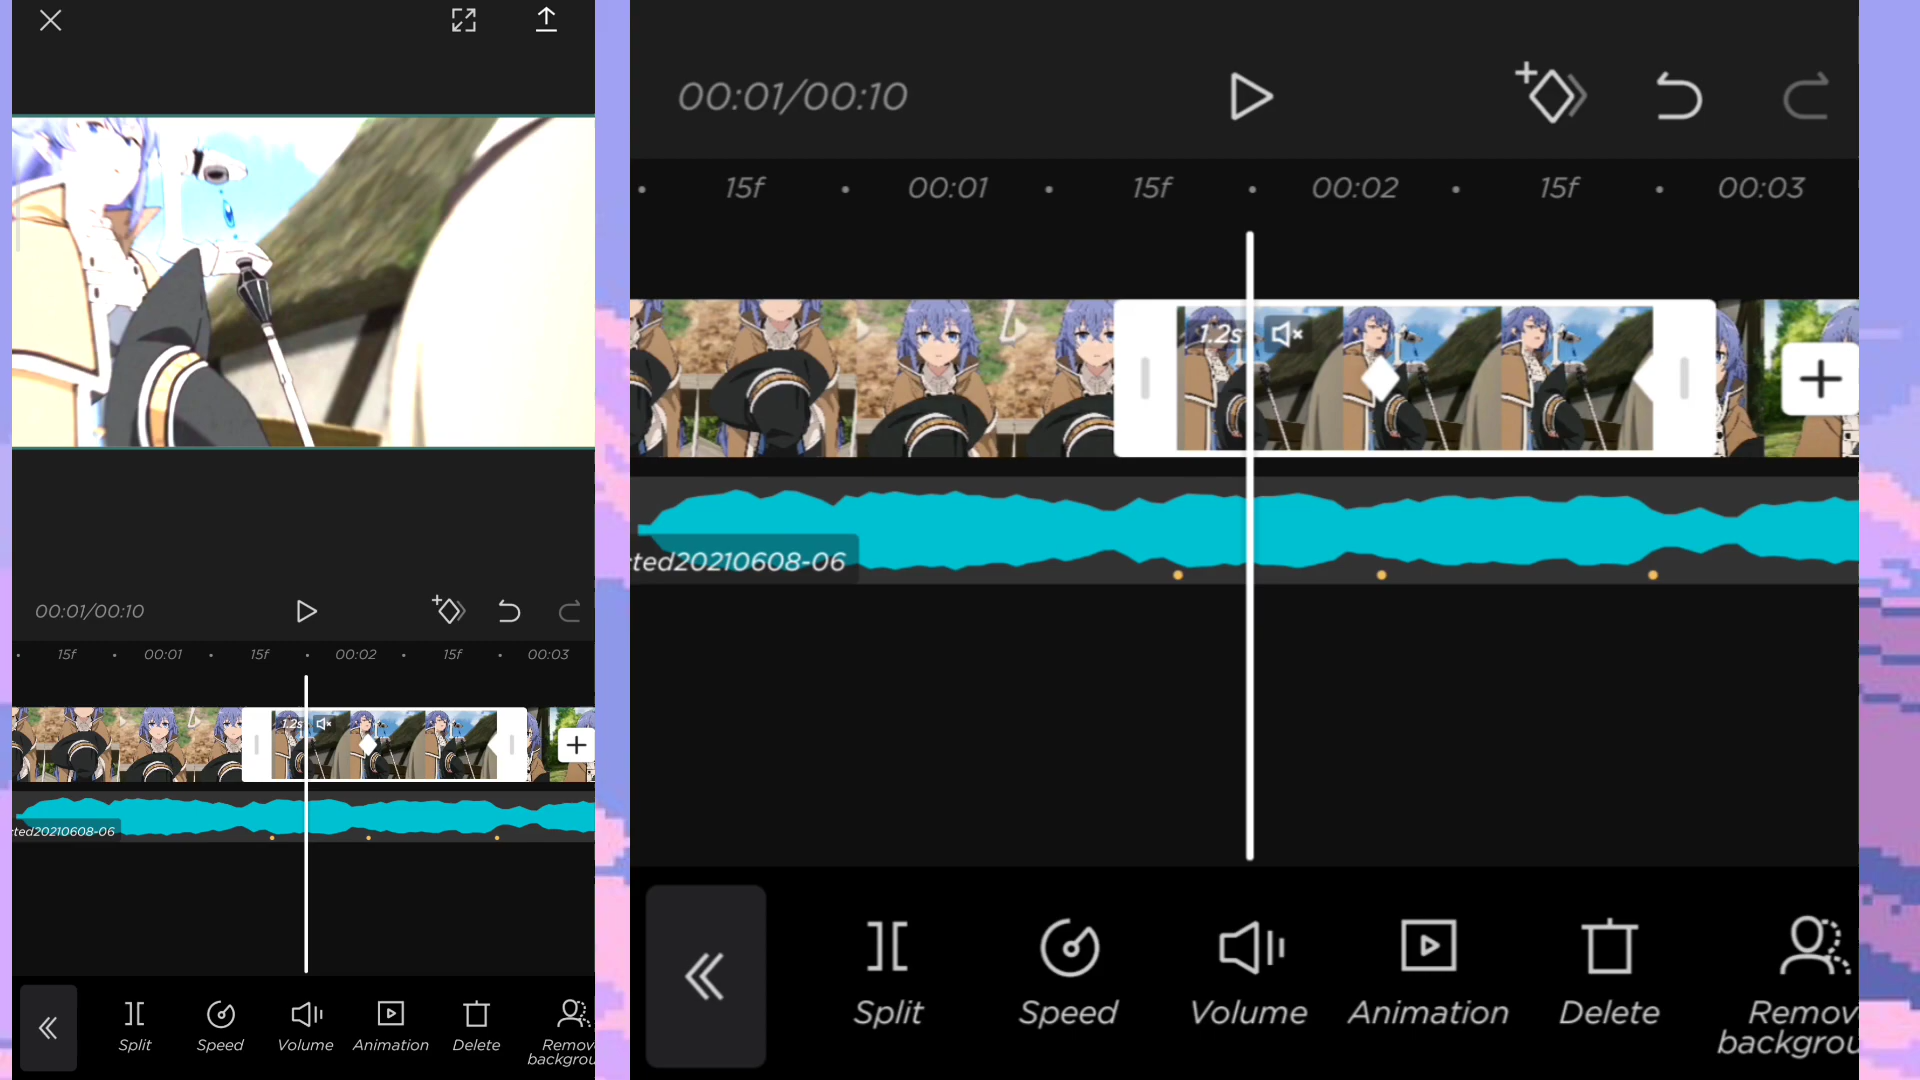 00:01/00:10
15f 00:01 15f 00:02 15f 00:03
1.2s
ted20210608-06
Split Speed Volume Animation Delete Remov
backgrou
00:01/00:10
15f 00:01 15f 00:02 15f 00:03
1.2s
ted20210608-06
Split Speed Volume Animation Delete Remov
backgrou